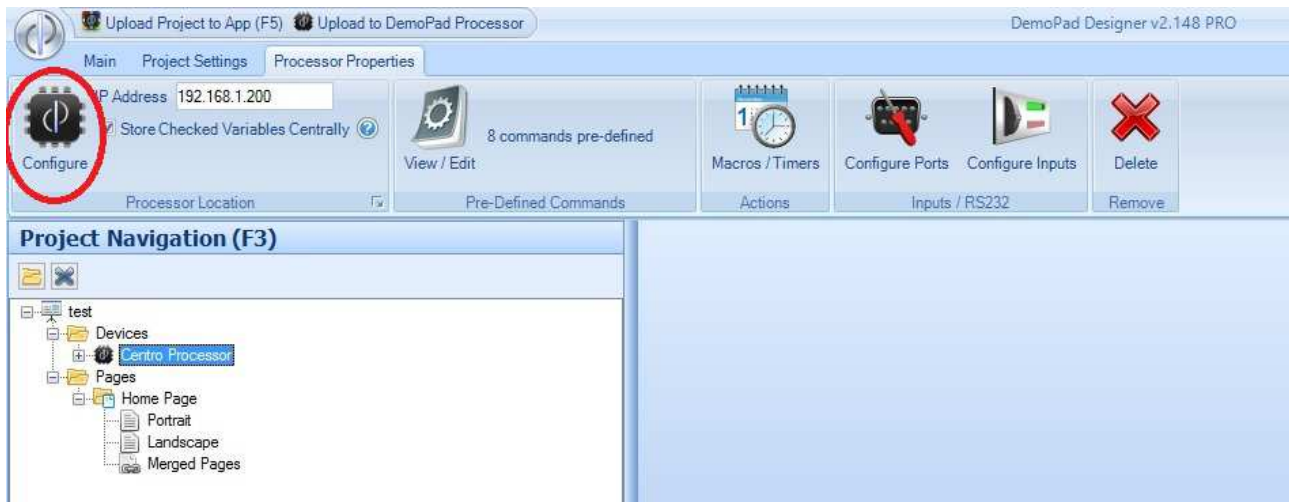 Upload Project to App (F5) Upload to DemoPad Processor
DemoPad Designer v2.148 PRO
Main Project Settings Processor Properties
IP Address 192.168.1.200
Store Checked Variables Centrally
8 commands pre-defined
Configure
View / Edit
Macros / Timers
Configure Ports
Configure Inputs
Delete
Processor Location
Pre-Defined Commands
Actions
Inputs / RS232
Remove
Project Navigation (F3)
test
Devices
Centro Processor
Pages
Home Page
Portrait
Landscape
Merged Pages